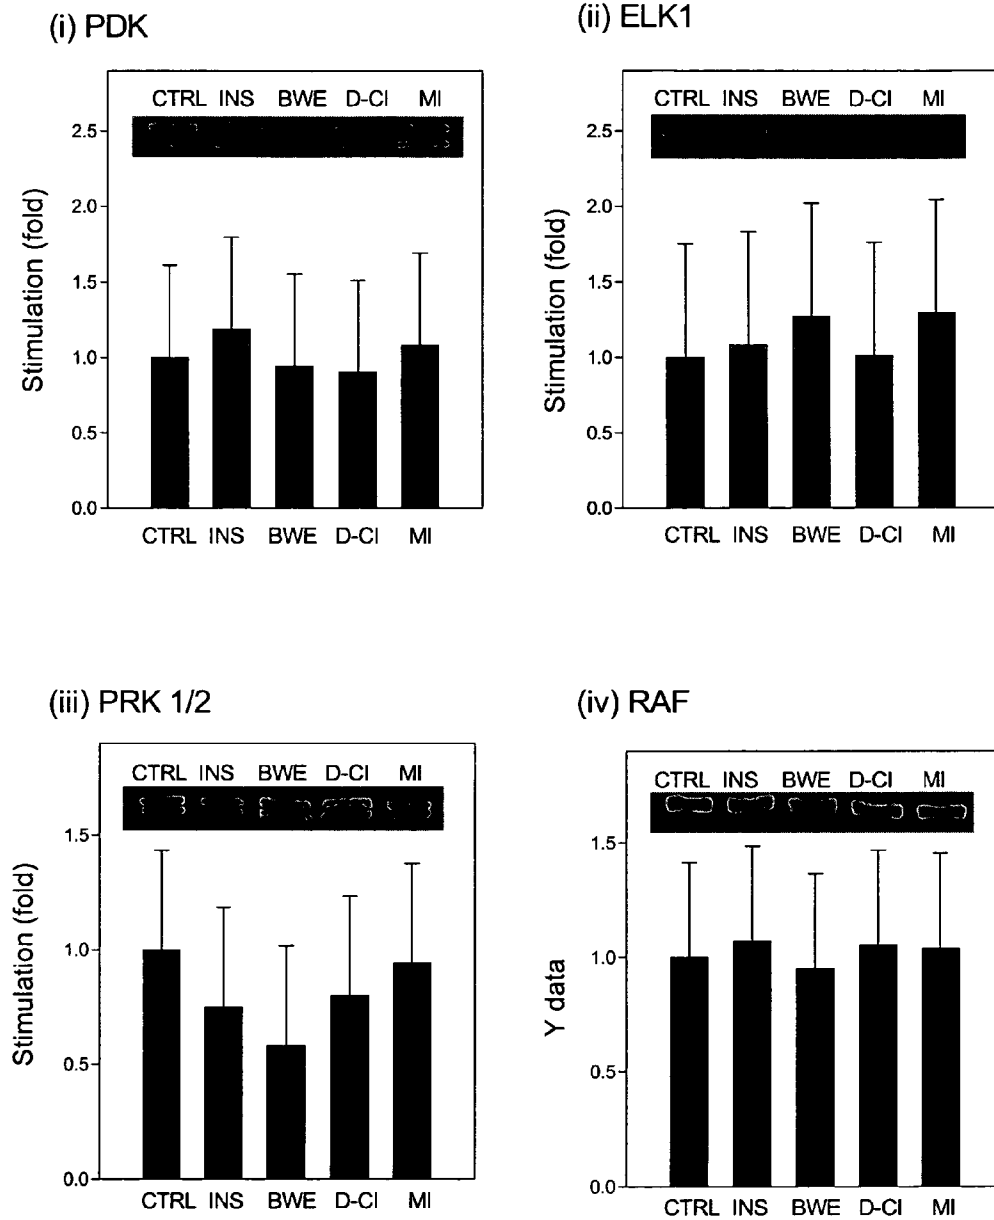 (i) PDK
CTRL INS BWE D-CI MI
2.5
2.0
1.5
1.0
0.5
0.0
Stimulation (fold)
CTRL INS BWE D-CI MI
(ii) ELK1
CTRL INS BWE D-CI MI
2.5
2.0
1.5
1.0
0.5
0.0
Stimulation (fold)
CTRL INS BWE D-CI MI
(iii) PRK 1/2
CTRL INS BWE D-CI MI
1.5
1.0
0.5
0.0
Stimulation (fold)
CTRL INS BWE D-CI MI
(iv) RAF
CTRL INS BWE D-CI MI
1.5
1.0
0.5
0.0
Y data
CTRL INS BWE D-CI MI